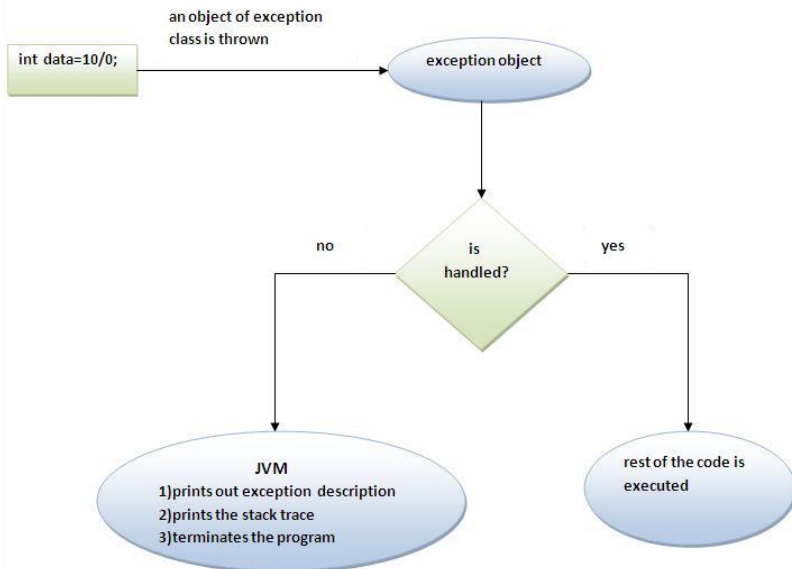 an object of exception
class is thrown
int data=10/0;
exception object
no
is
handled?
yes
JVM
1)prints out exception description
2)prints the stack trace
3)terminates the program
rest of the code is
executed